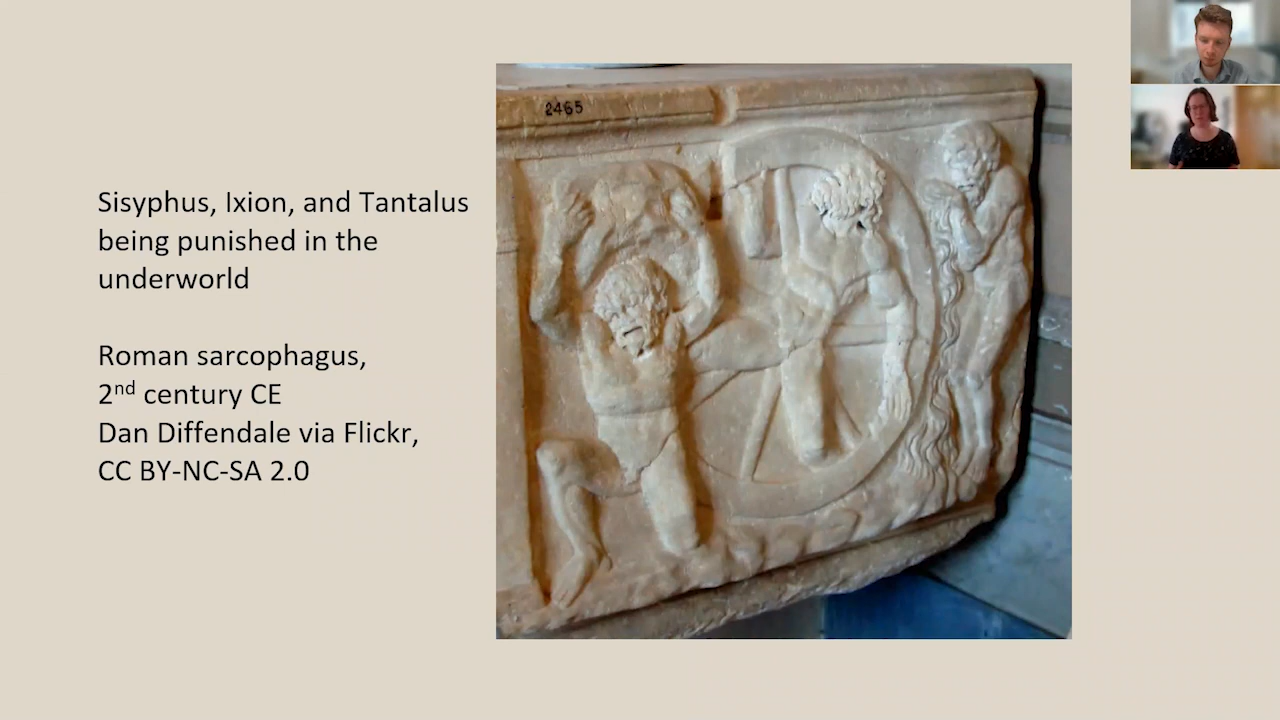 2465
Sisyphus, Ixion, and Tantalus
being punished in the
underworld
Roman sarcophagus,
2nd century CE
Dan Diffendale via Flickr,
CC BY-NC-SA 2.0